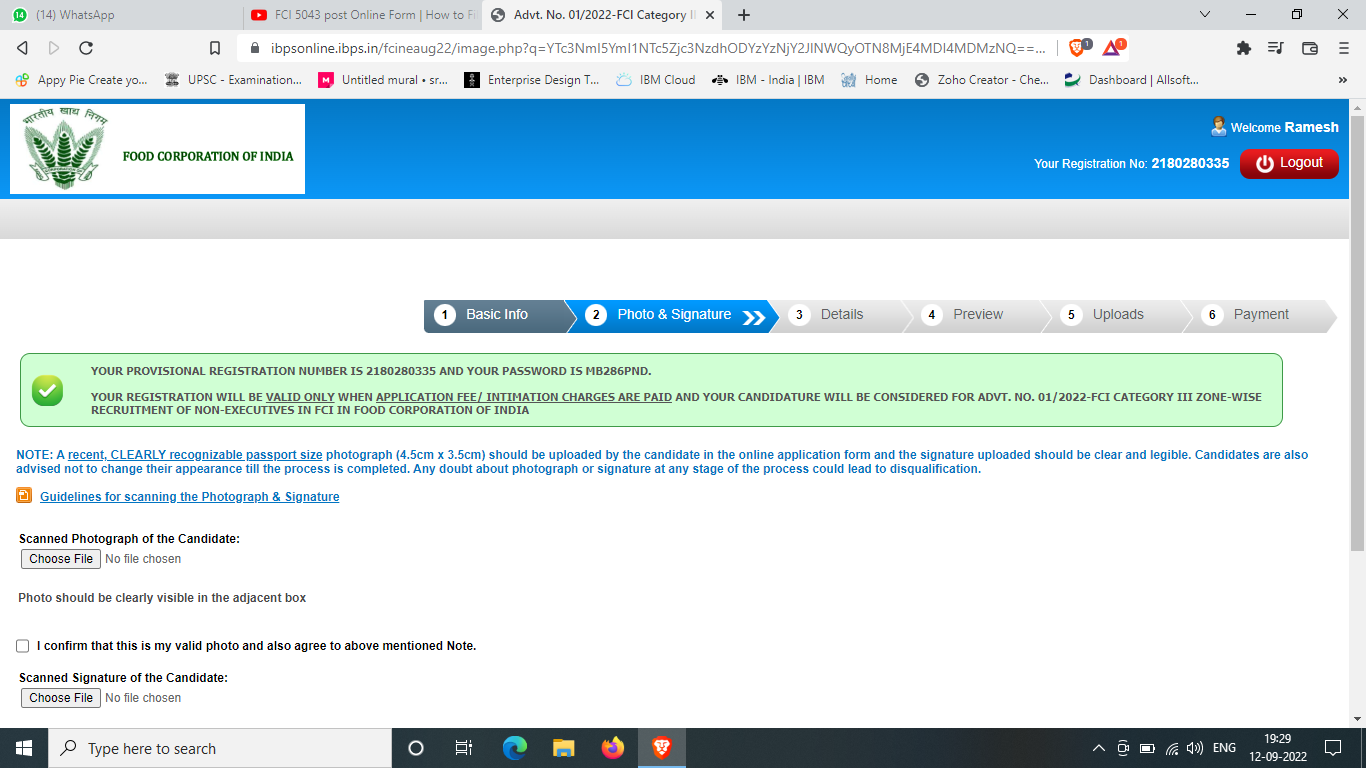 (14) WhatsApp
FCI 5043 post Online Form | How to Fi
Advt. No. 01/2022-FCI Category II
ibpsonline.ibps.in/fcineaug22/image.php?q=YTc3NmI5YmI1NTc5Zjc3NzdhODYzYzNjY2JlNWQyOTN8MjE4MDI4MDMzNQ==...
1
1
Appy Pie Create yo...
UPSC - Examination...
Untitled mural • sr...
Enterprise Design T...
IBM Cloud
IBM - India | IBM
Home
Zoho Creator - Che...
Dashboard | Allsoft...
भारतीय खाद्य निगम
FOOD CORPORATION OF INDIA
Welcome Ramesh
Your Registration No: 2180280335
Logout
1 Basic Info
2 Photo & Signature
3 Details
4 Preview
5 Uploads
6 Payment
YOUR PROVISIONAL REGISTRATION NUMBER IS 2180280335 AND YOUR PASSWORD IS MB286PND.
YOUR REGISTRATION WILL BE VALID ONLY WHEN APPLICATION FEE/ INTIMATION CHARGES ARE PAID AND YOUR CANDIDATURE WILL BE CONSIDERED FOR ADVT. NO. 01/2022-FCI CATEGORY III ZONE-WISE
RECRUITMENT OF NON-EXECUTIVES IN FCI IN FOOD CORPORATION OF INDIA
NOTE: A recent, CLEARLY recognizable passport size photograph (4.5cm x 3.5cm) should be uploaded by the candidate in the online application form and the signature uploaded should be clear and legible. Candidates are also
advised not to change their appearance till the process is completed. Any doubt about photograph or signature at any stage of the process could lead to disqualification.
Guidelines for scanning the Photograph & Signature
Scanned Photograph of the Candidate:
Choose File No file chosen
Photo should be clearly visible in the adjacent box
I confirm that this is my valid photo and also agree to above mentioned Note.
Scanned Signature of the Candidate:
Choose File No file chosen
Type here to search
ENG
19:29
12-09-2022